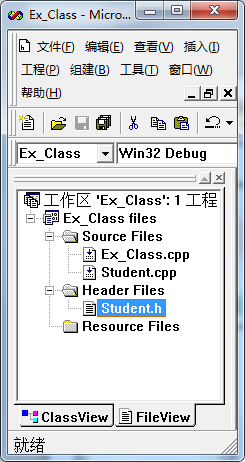 Ex_Class - Micro...
文件(F) 编辑(E) 查看(V) 插入(I)
工程(P) 组建(B) 工具(T) 窗口(W)
帮助(H)
Ex_Class Win32 Debug
工作区 'Ex_Class': 1 工程
Ex_Class files
Source Files
Ex_Class.cpp
Student.cpp
Header Files
Student.h
Resource Files
ClassView FileView
就绪